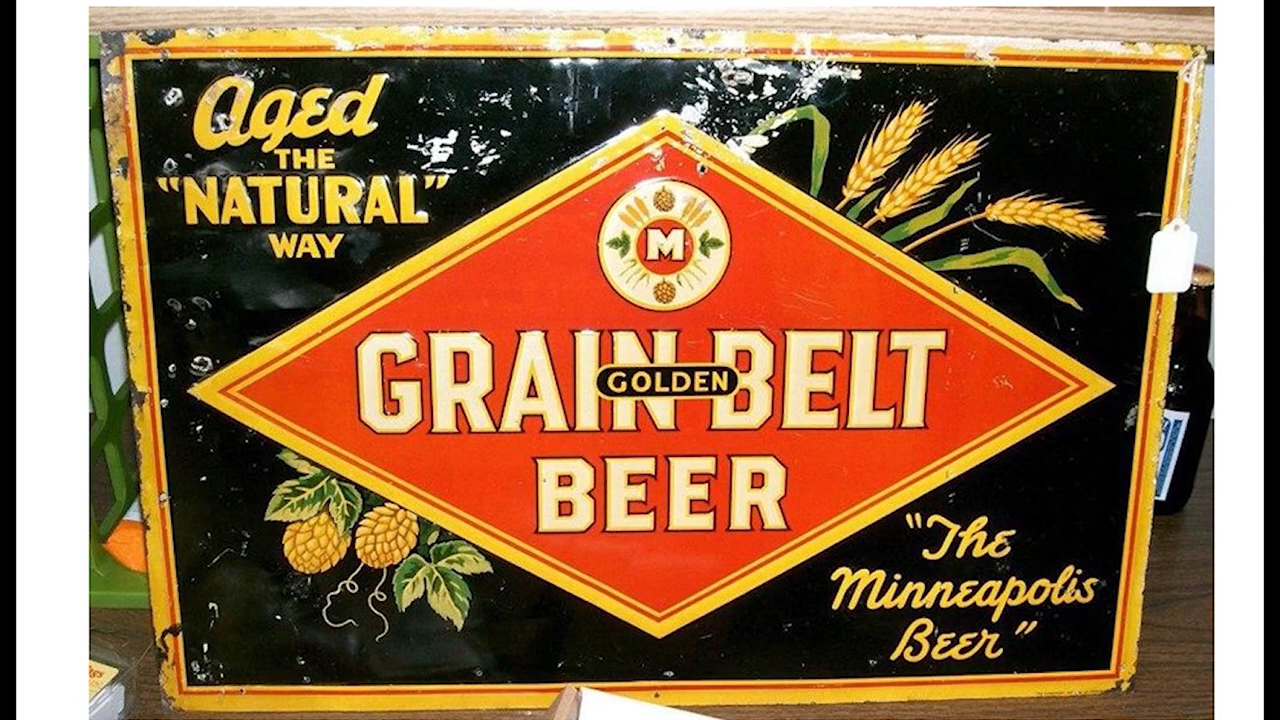 Aged
THE
"NATURAL"
WAY
M
GRAIN BELT
GOLDEN
BEER
"The
Minneapolis
Beer"